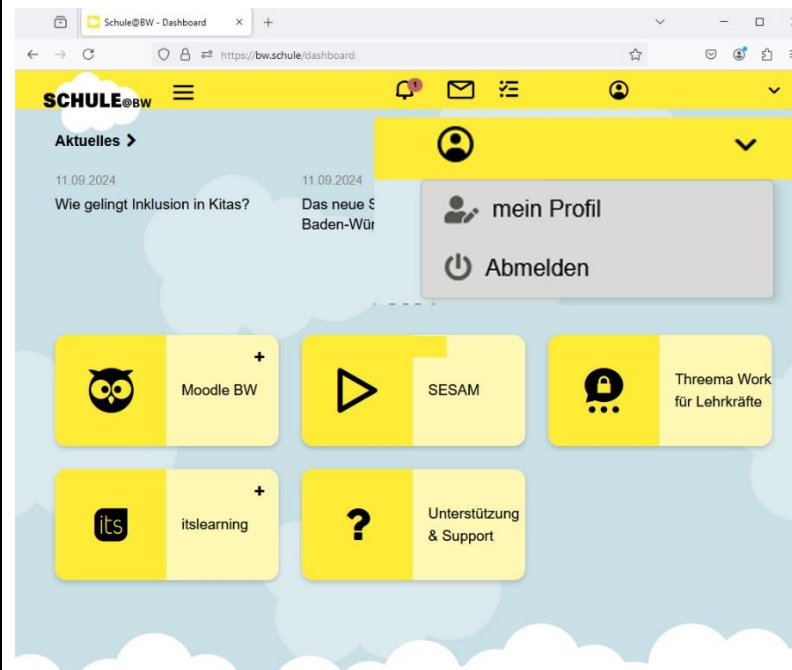 Schule@BW - Dashboard
https://bw.schule/dashboard
SCHULE@BW
1
Aktuelles
11.09.2024
Wie gelingt Inklusion in Kitas?
11.09.2024
Das neue S
Baden-Wür
mein Profil
Abmelden
Moodle BW
SESAM
Threema Work
für Lehrkräfte
its
itslearning
?
Unterstützung
& Support